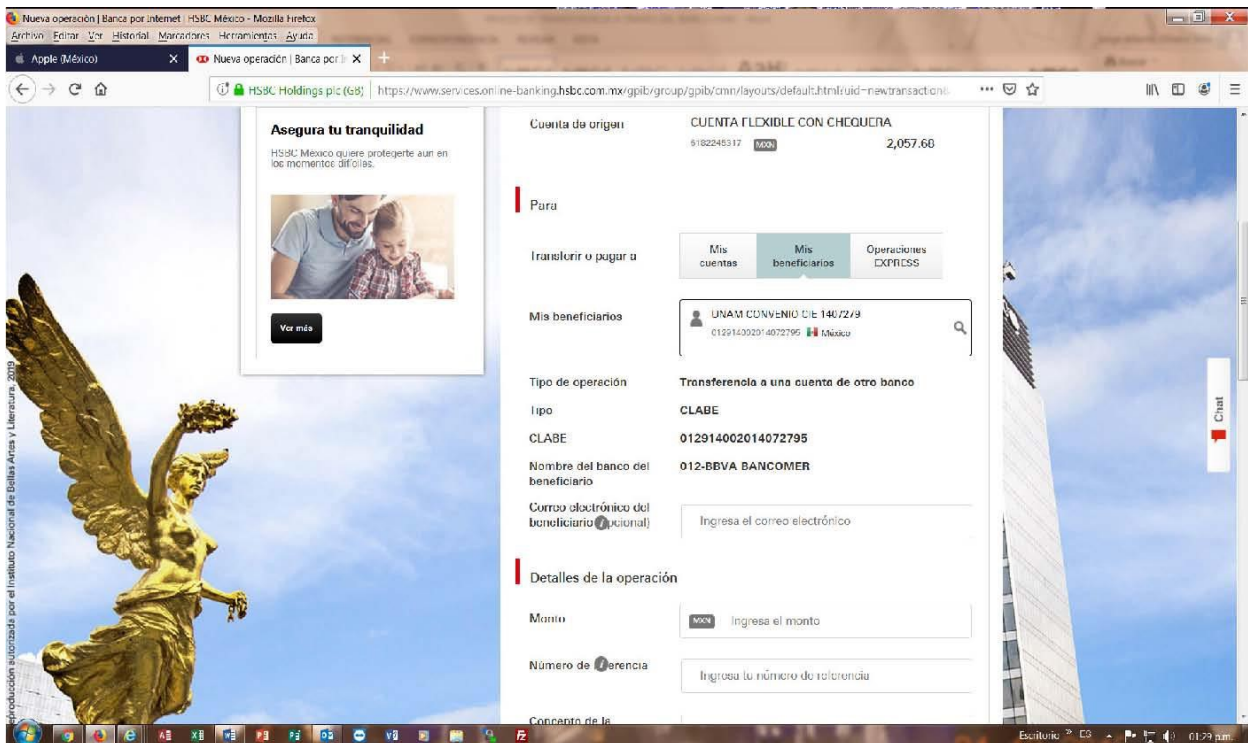 Nueva operación | Banca por Internet | HSBC México - Mozilla Firefox
Archivo Editar Ver Historial Marcadores Herramientas Ayuda
Apple (México)
Nueva operación | Banca por I
HSBC Holdings plc (GB)
https://www.services.online-banking.hsbc.com.mx/gpib/group/gpib/cmn/layouts/default.html?uid=newtransaction&
Asegura tu tranquilidad
HSBC México quiere protegerte aun en
los momentos difíciles.
Ver más
Cuenta de origen
CUENTA FLEXIBLE CON CHEQUERA
MXN
2,057.68
Para
Transferir o pagar a
Mis
cuentas
Mis
beneficiarios
Operaciones
EXPRESS
Mis beneficiarios
UNAM CONVENIO CIE 1407279
012914002014072795 México
Tipo de operación
Transferencia a una cuenta de otro banco
Tipo
CLABE
CLABE
012914002014072795
Nombre del banco del
beneficiario
012-BBVA BANCOMER
Correo electrónico del
beneficiario i pcional)
Ingresa el correo electrónico
Detalles de la operación
Monto
MXN
Ingresa el monto
Número de i erencia
Ingresa tu número de referencia
Concepto de la
Chat
eproducción autorizada por el Instituto Nacional de Bellas Artes y Literatura, 2019
Escritorio
ES
01:29 p.m.